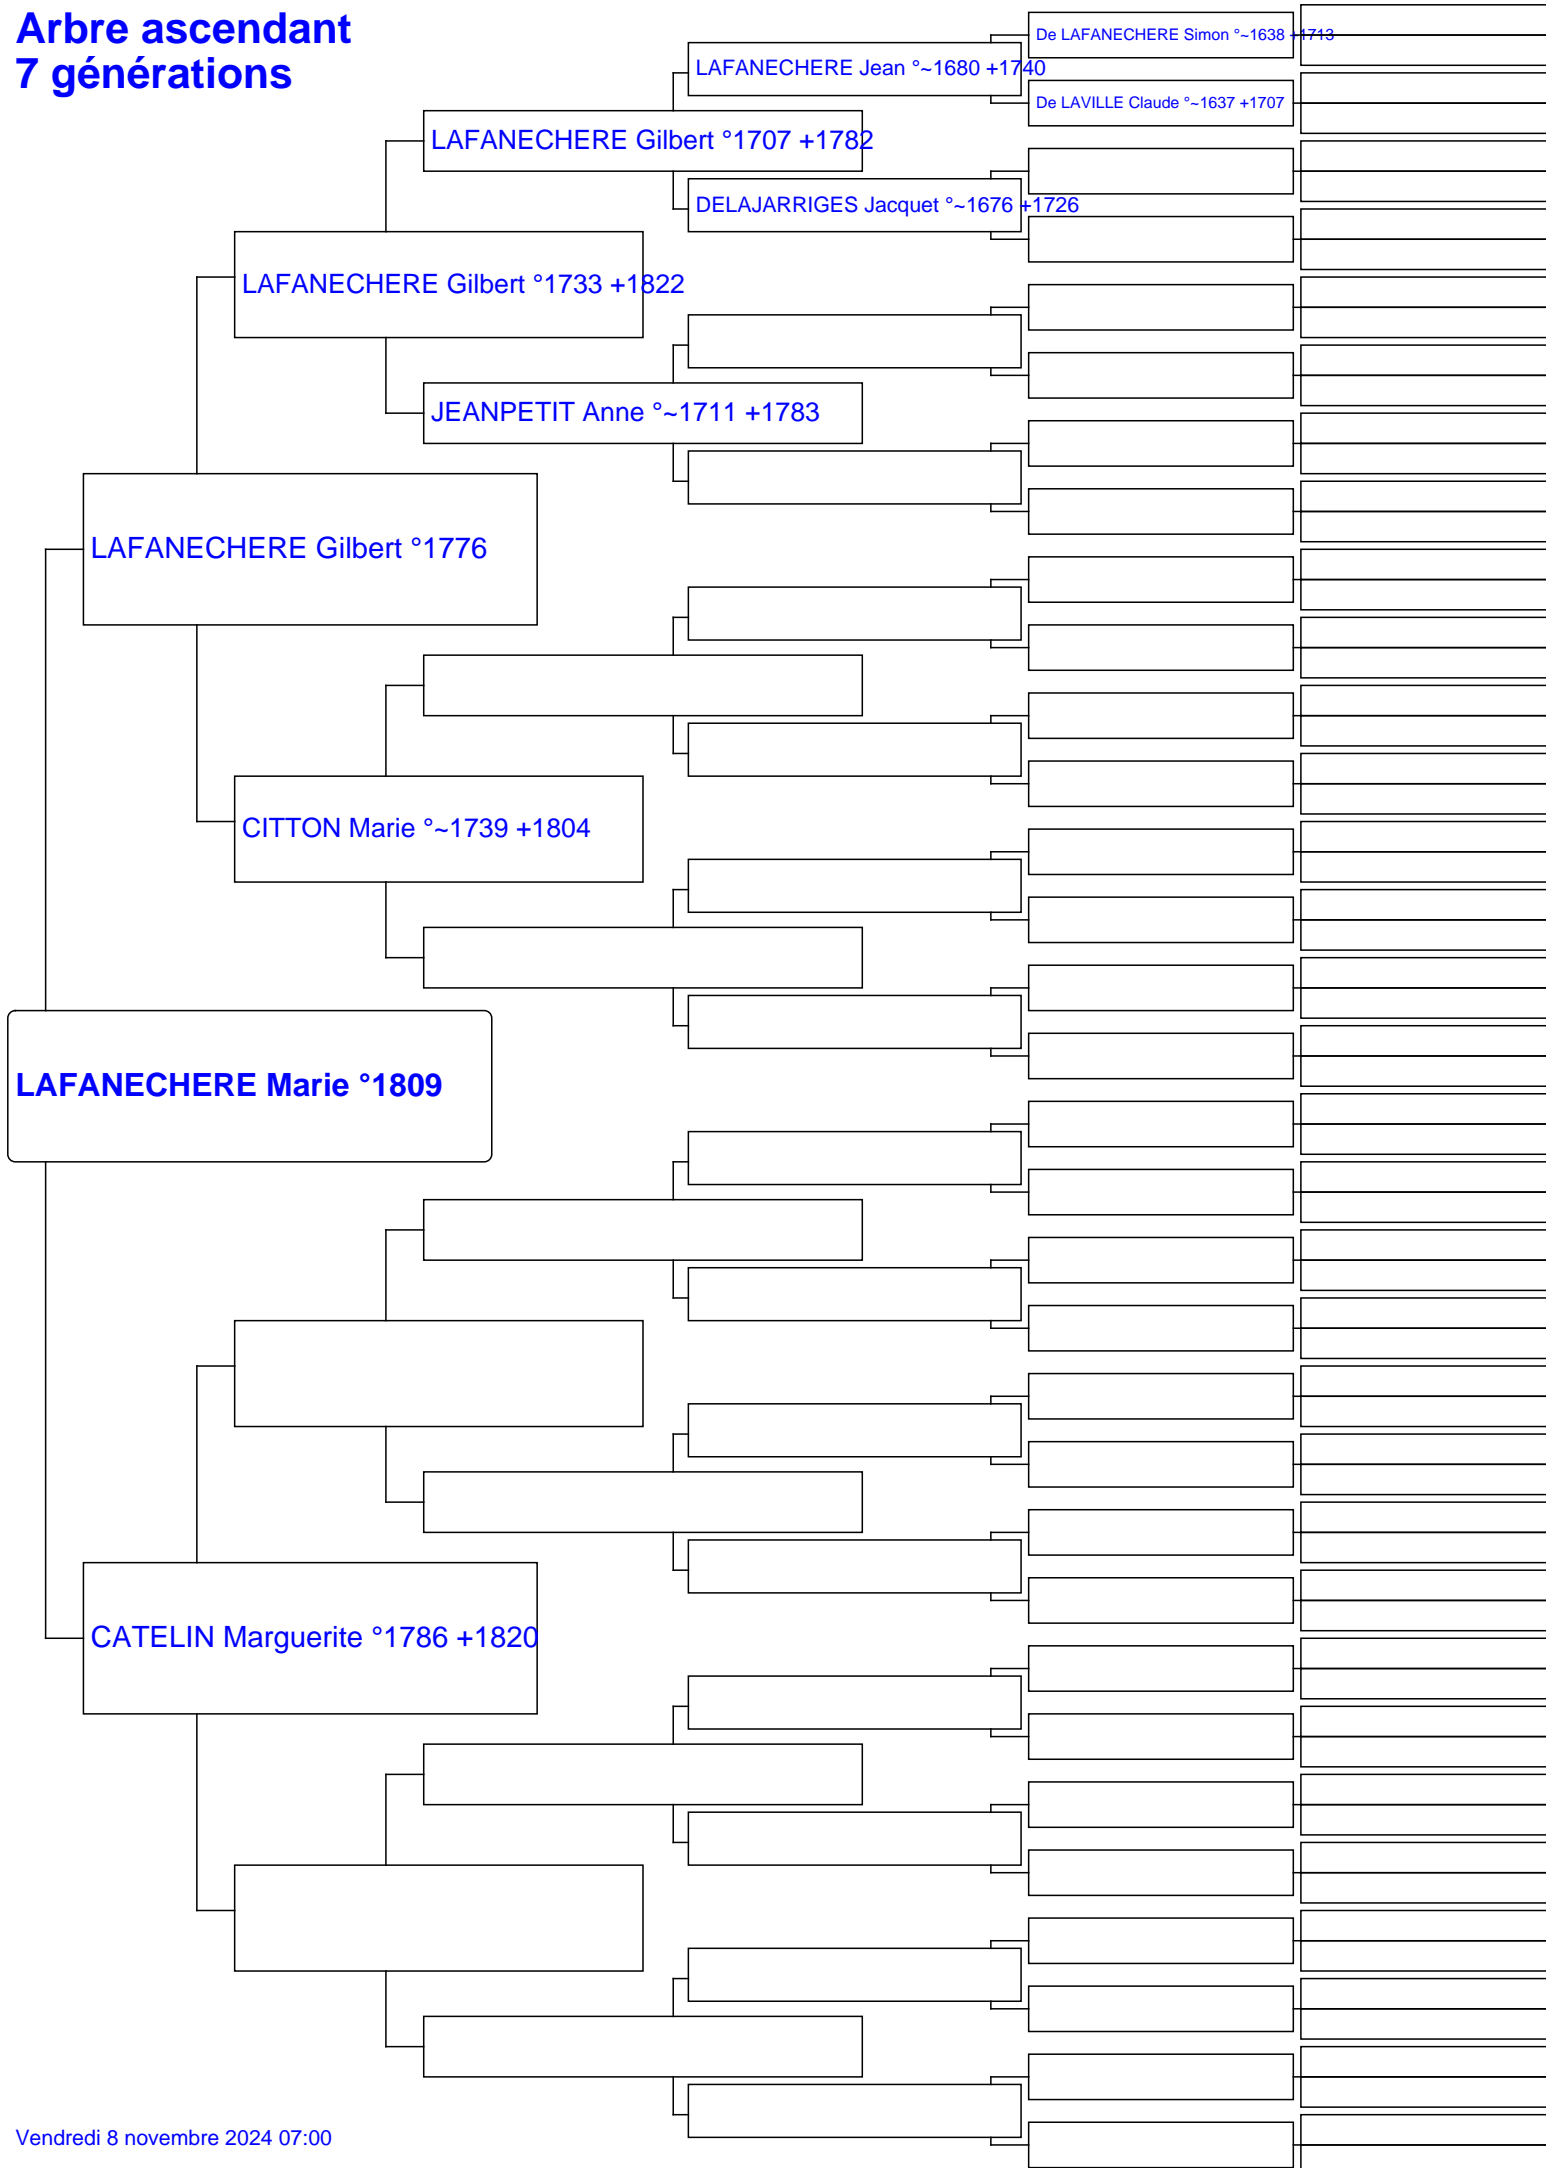 Arbre ascendant
7 générations
De LAFANECHERE Simon °~1638 +1713
LAFANECHERE Jean °~1680 +1740
De LAVILLE Claude °~1637 +1707
LAFANECHERE Gilbert °1707 +1782
DELAJARRIGES Jacquet °~1676 +1726
LAFANECHERE Gilbert °1733 +1822
JEANPETIT Anne °~1711 +1783
LAFANECHERE Gilbert °1776
CITTON Marie °~1739 +1804
LAFANECHERE Marie °1809
CATELIN Marguerite °1786 +1820
Vendredi 8 novembre 2024 07:00